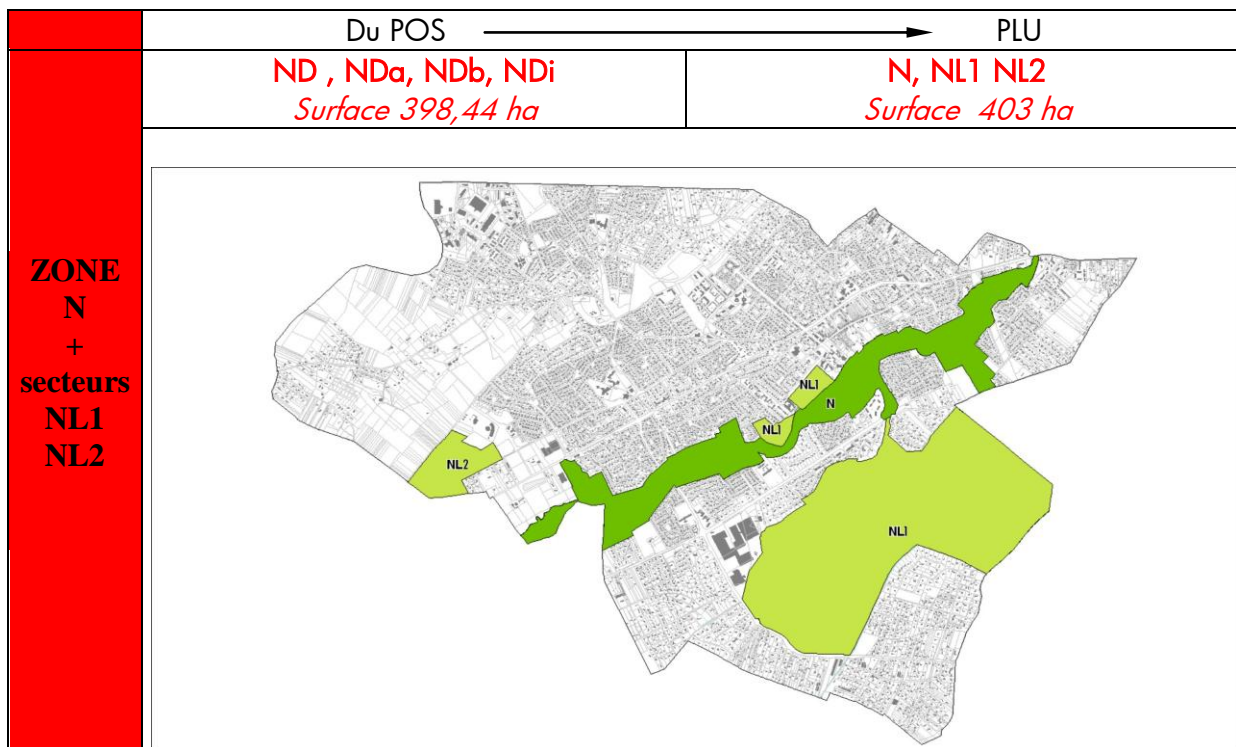 Du POS PLU
ND , NDa, NDb, NDi
Surface 398,44 ha
N, NL1 NL2
Surface 403 ha
ZONE
N
+
secteurs
NL1
NL2
NL1
N
NL1
NL2
NL1